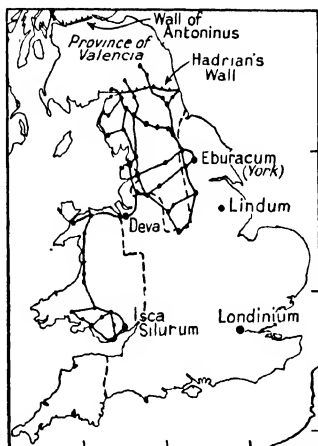 Wall of
Antoninus
Province of
Valencia
Hadrian's
Wall
Eburacum
(York)
Lindum
Deva
Isca
Silurum
Londinium